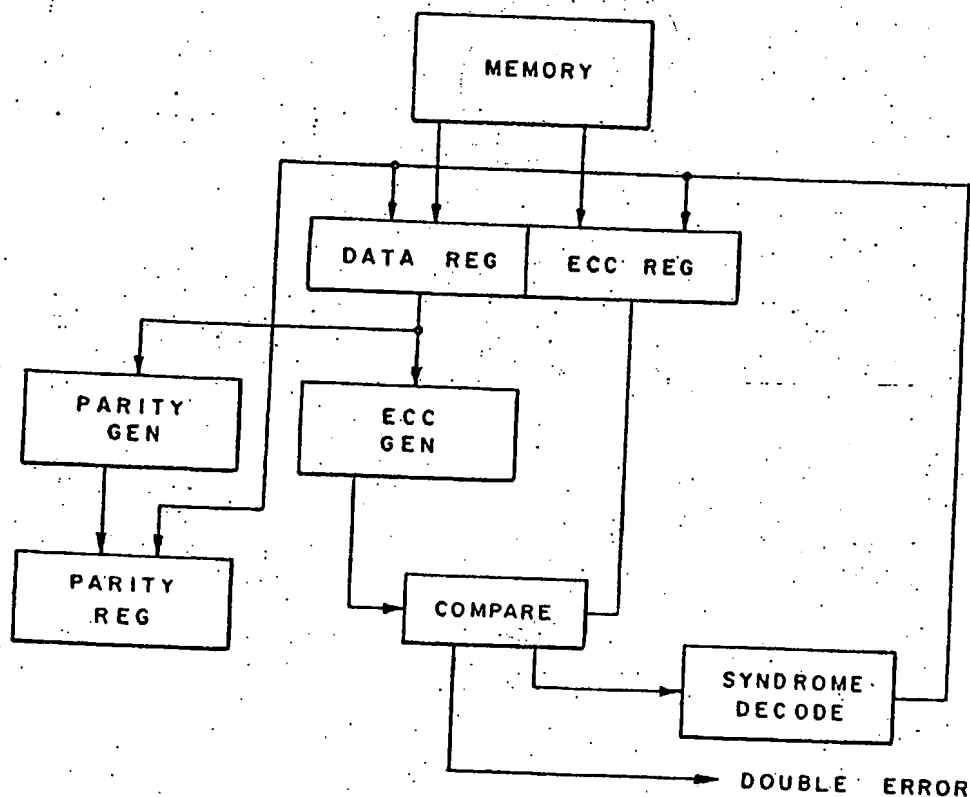 MEMORY
DATA REG
ECC REG
PARITY
GEN
ECC
GEN
PARITY
REG
COMPARE
SYNDROME
DECODE
DOUBLE ERROR